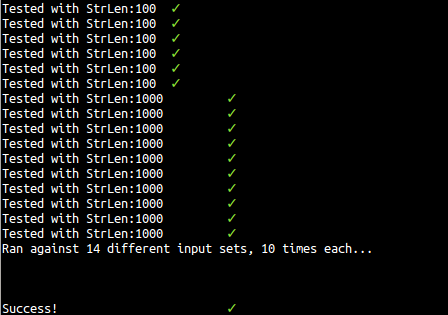 Tested with StrLen:100 ✓
Tested with StrLen:100 ✓
Tested with StrLen:100 ✓
Tested with StrLen:100 ✓
Tested with StrLen:100 ✓
Tested with StrLen:100 ✓
Tested with StrLen:1000 ✓
Tested with StrLen:1000 ✓
Tested with StrLen:1000 ✓
Tested with StrLen:1000 ✓
Tested with StrLen:1000 ✓
Tested with StrLen:1000 ✓
Tested with StrLen:1000 ✓
Tested with StrLen:1000 ✓
Tested with StrLen:1000 ✓
Tested with StrLen:1000 ✓
Ran against 14 different input sets, 10 times each...
Success! ✓